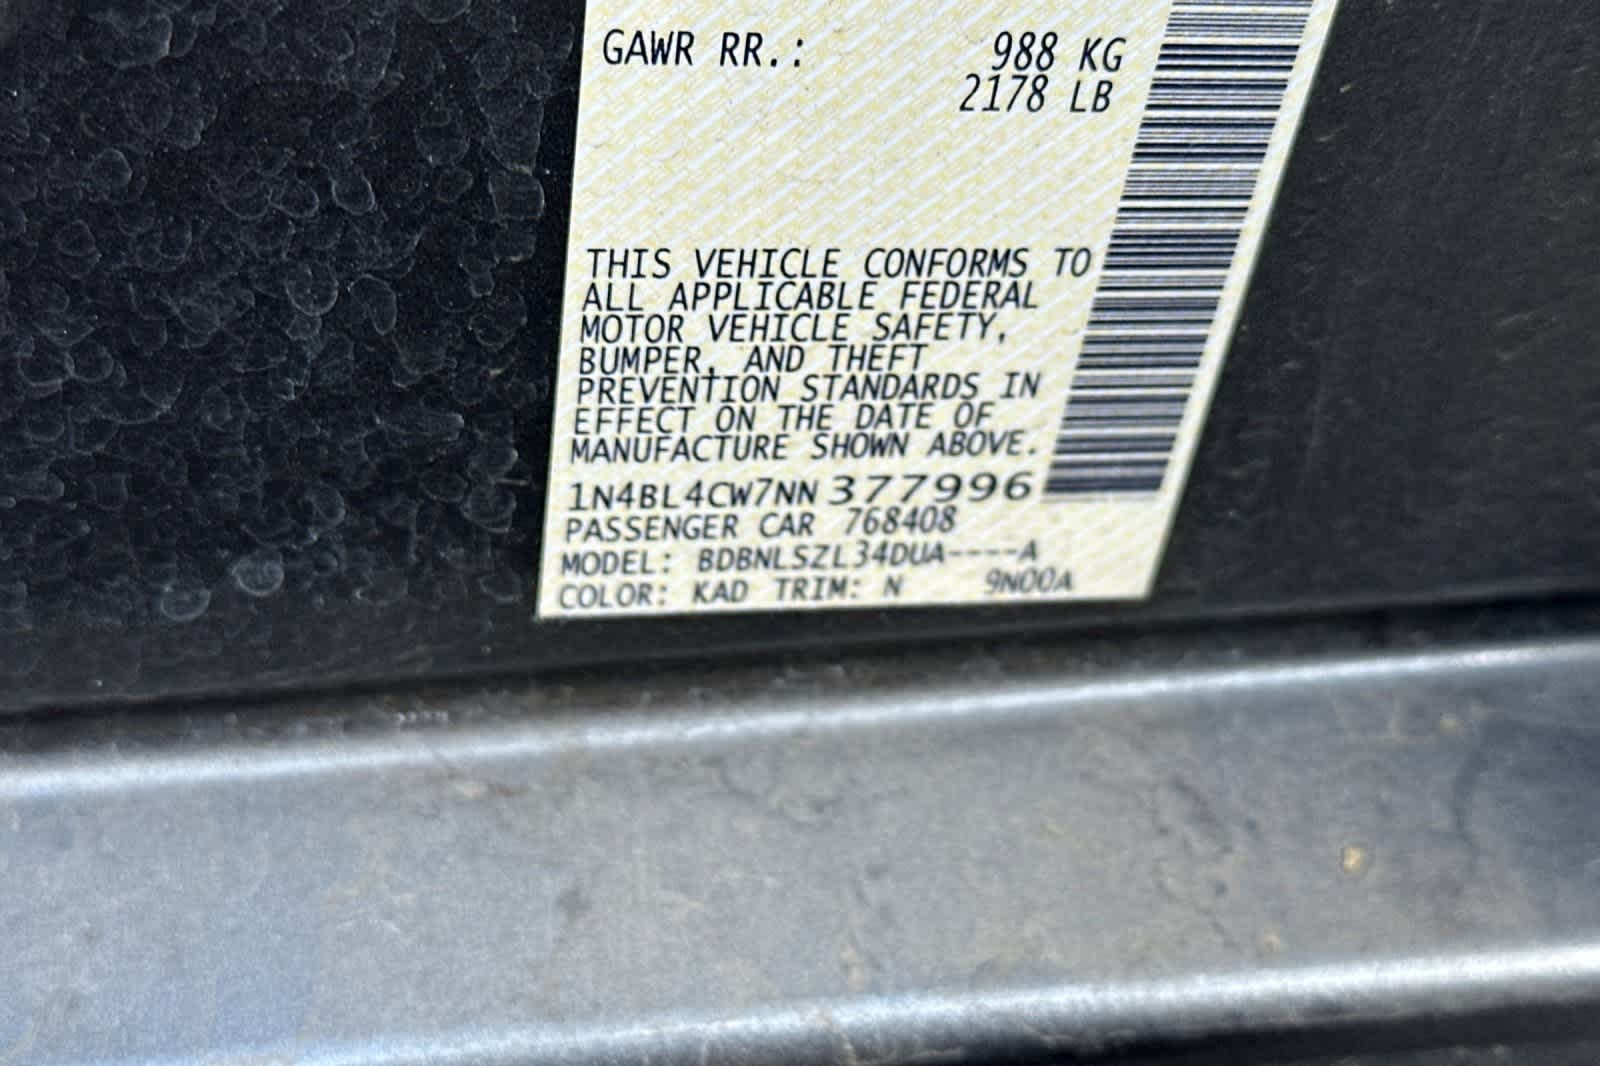 GAWR RR.: 988 KG
2178 LB
THIS VEHICLE CONFORMS TO
ALL APPLICABLE FEDERAL
MOTOR VEHICLE SAFETY,
BUMPER, AND THEFT
PREVENTION STANDARDS IN
EFFECT ON THE DATE OF
MANUFACTURE SHOWN ABOVE.
1N4BL4CW7NN377996
PASSENGER CAR 768408
MODEL: BDBNLSZL34DUA----A
COLOR: KAD TRIM: N 9N00A